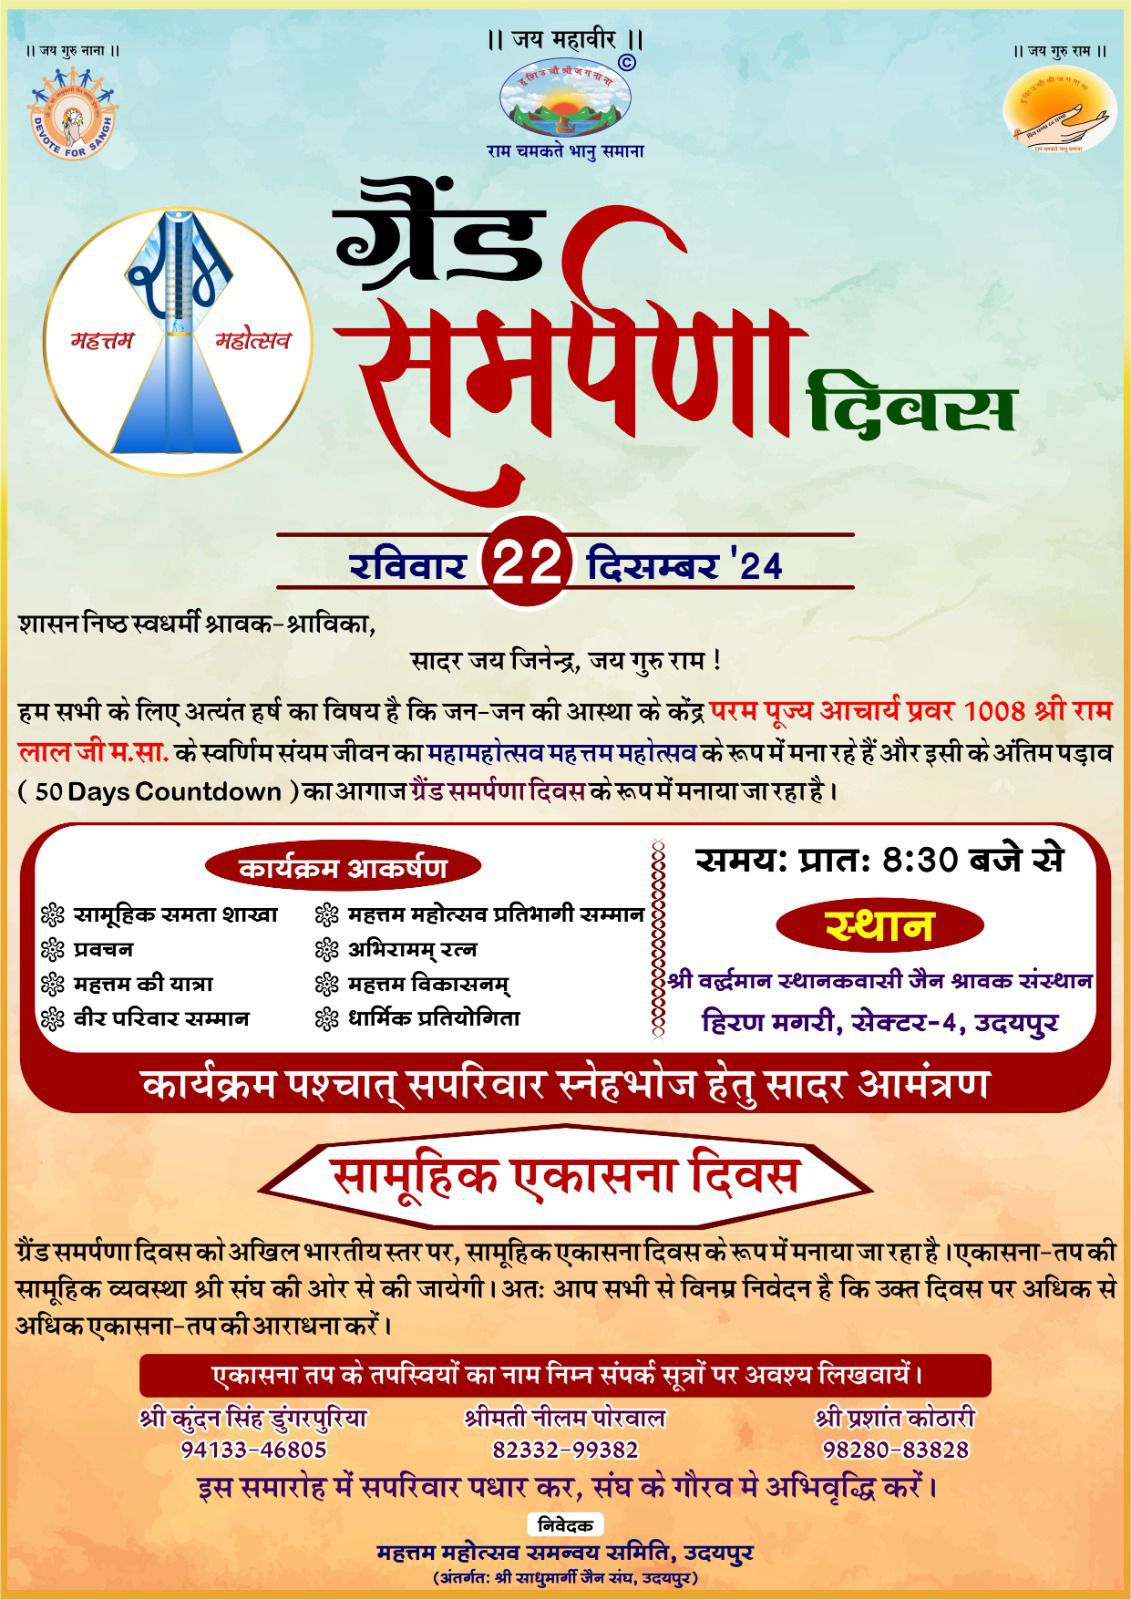 ।। जय गुरु नाना ।।
।। जय महावीर ।।
।। जय गुरु राम ।।
©
हु शि उ चौ श्री ज ग नाना
DEVOTE FOR SANGH
राम चमकते भानु समाना
राम चमकते भानु समाना
राम
महत्तम महोत्सव
ग्रैंड
समर्पणा
दिवस
रविवार 22 दिसम्बर '24
शासन निष्ठ स्वधर्मी श्रावक-श्राविका,
सादर जय जिनेन्द्र, जय गुरु राम !
हम सभी के लिए अत्यंत हर्ष का विषय है कि जन-जन की आस्था के केंद्र परम पूज्य आचार्य प्रवर 1008 श्री राम
लाल जी म.सा. के स्वर्णिम संयम जीवन का महामहोत्सव महत्तम महोत्सव के रूप में मना रहे हैं और इसी के अंतिम पड़ाव
( 50 Days Countdown ) का आगाज ग्रैंड समर्पणा दिवस के रूप में मनाया जा रहा है।
कार्यक्रम आकर्षण
सामूहिक समता शाखा
प्रवचन
महत्तम की यात्रा
वीर परिवार सम्मान
महत्तम महोत्सव प्रतिभागी सम्मान
अभिरामम् रत्न
महत्तम विकासनम्
धार्मिक प्रतियोगिता
समय: प्रात: 8:30 बजे से
स्थान
श्री वर्द्धमान स्थानकवासी जैन श्रावक संस्थान
हिरण मगरी, सेक्टर-4, उदयपुर
कार्यक्रम पश्चात् सपरिवार स्नेहभोज हेतु सादर आमंत्रण
सामूहिक एकासना दिवस
ग्रैंड समर्पणा दिवस को अखिल भारतीय स्तर पर, सामूहिक एकासना दिवस के रूप में मनाया जा रहा है। एकासना-तप की
सामूहिक व्यवस्था श्री संघ की ओर से की जायेगी। अत: आप सभी से विनम्र निवेदन है कि उक्त दिवस पर अधिक से
अधिक एकासना-तप की आराधना करें।
एकासना तप के तपस्वियों का नाम निम्न संपर्क सूत्रों पर अवश्य लिखवायें।
श्री कुंदन सिंह डुंगरपुरिया
94133-46805
श्रीमती नीलम पोरवाल
82332-99382
श्री प्रशांत कोठारी
98280-83828
इस समारोह में सपरिवार पधार कर, संघ के गौरव मे अभिवृद्धि करें।
निवेदक
महत्तम महोत्सव समन्वय समिति, उदयपुर
(अंतर्गत: श्री साधुमार्गी जैन संघ, उदयपुर)